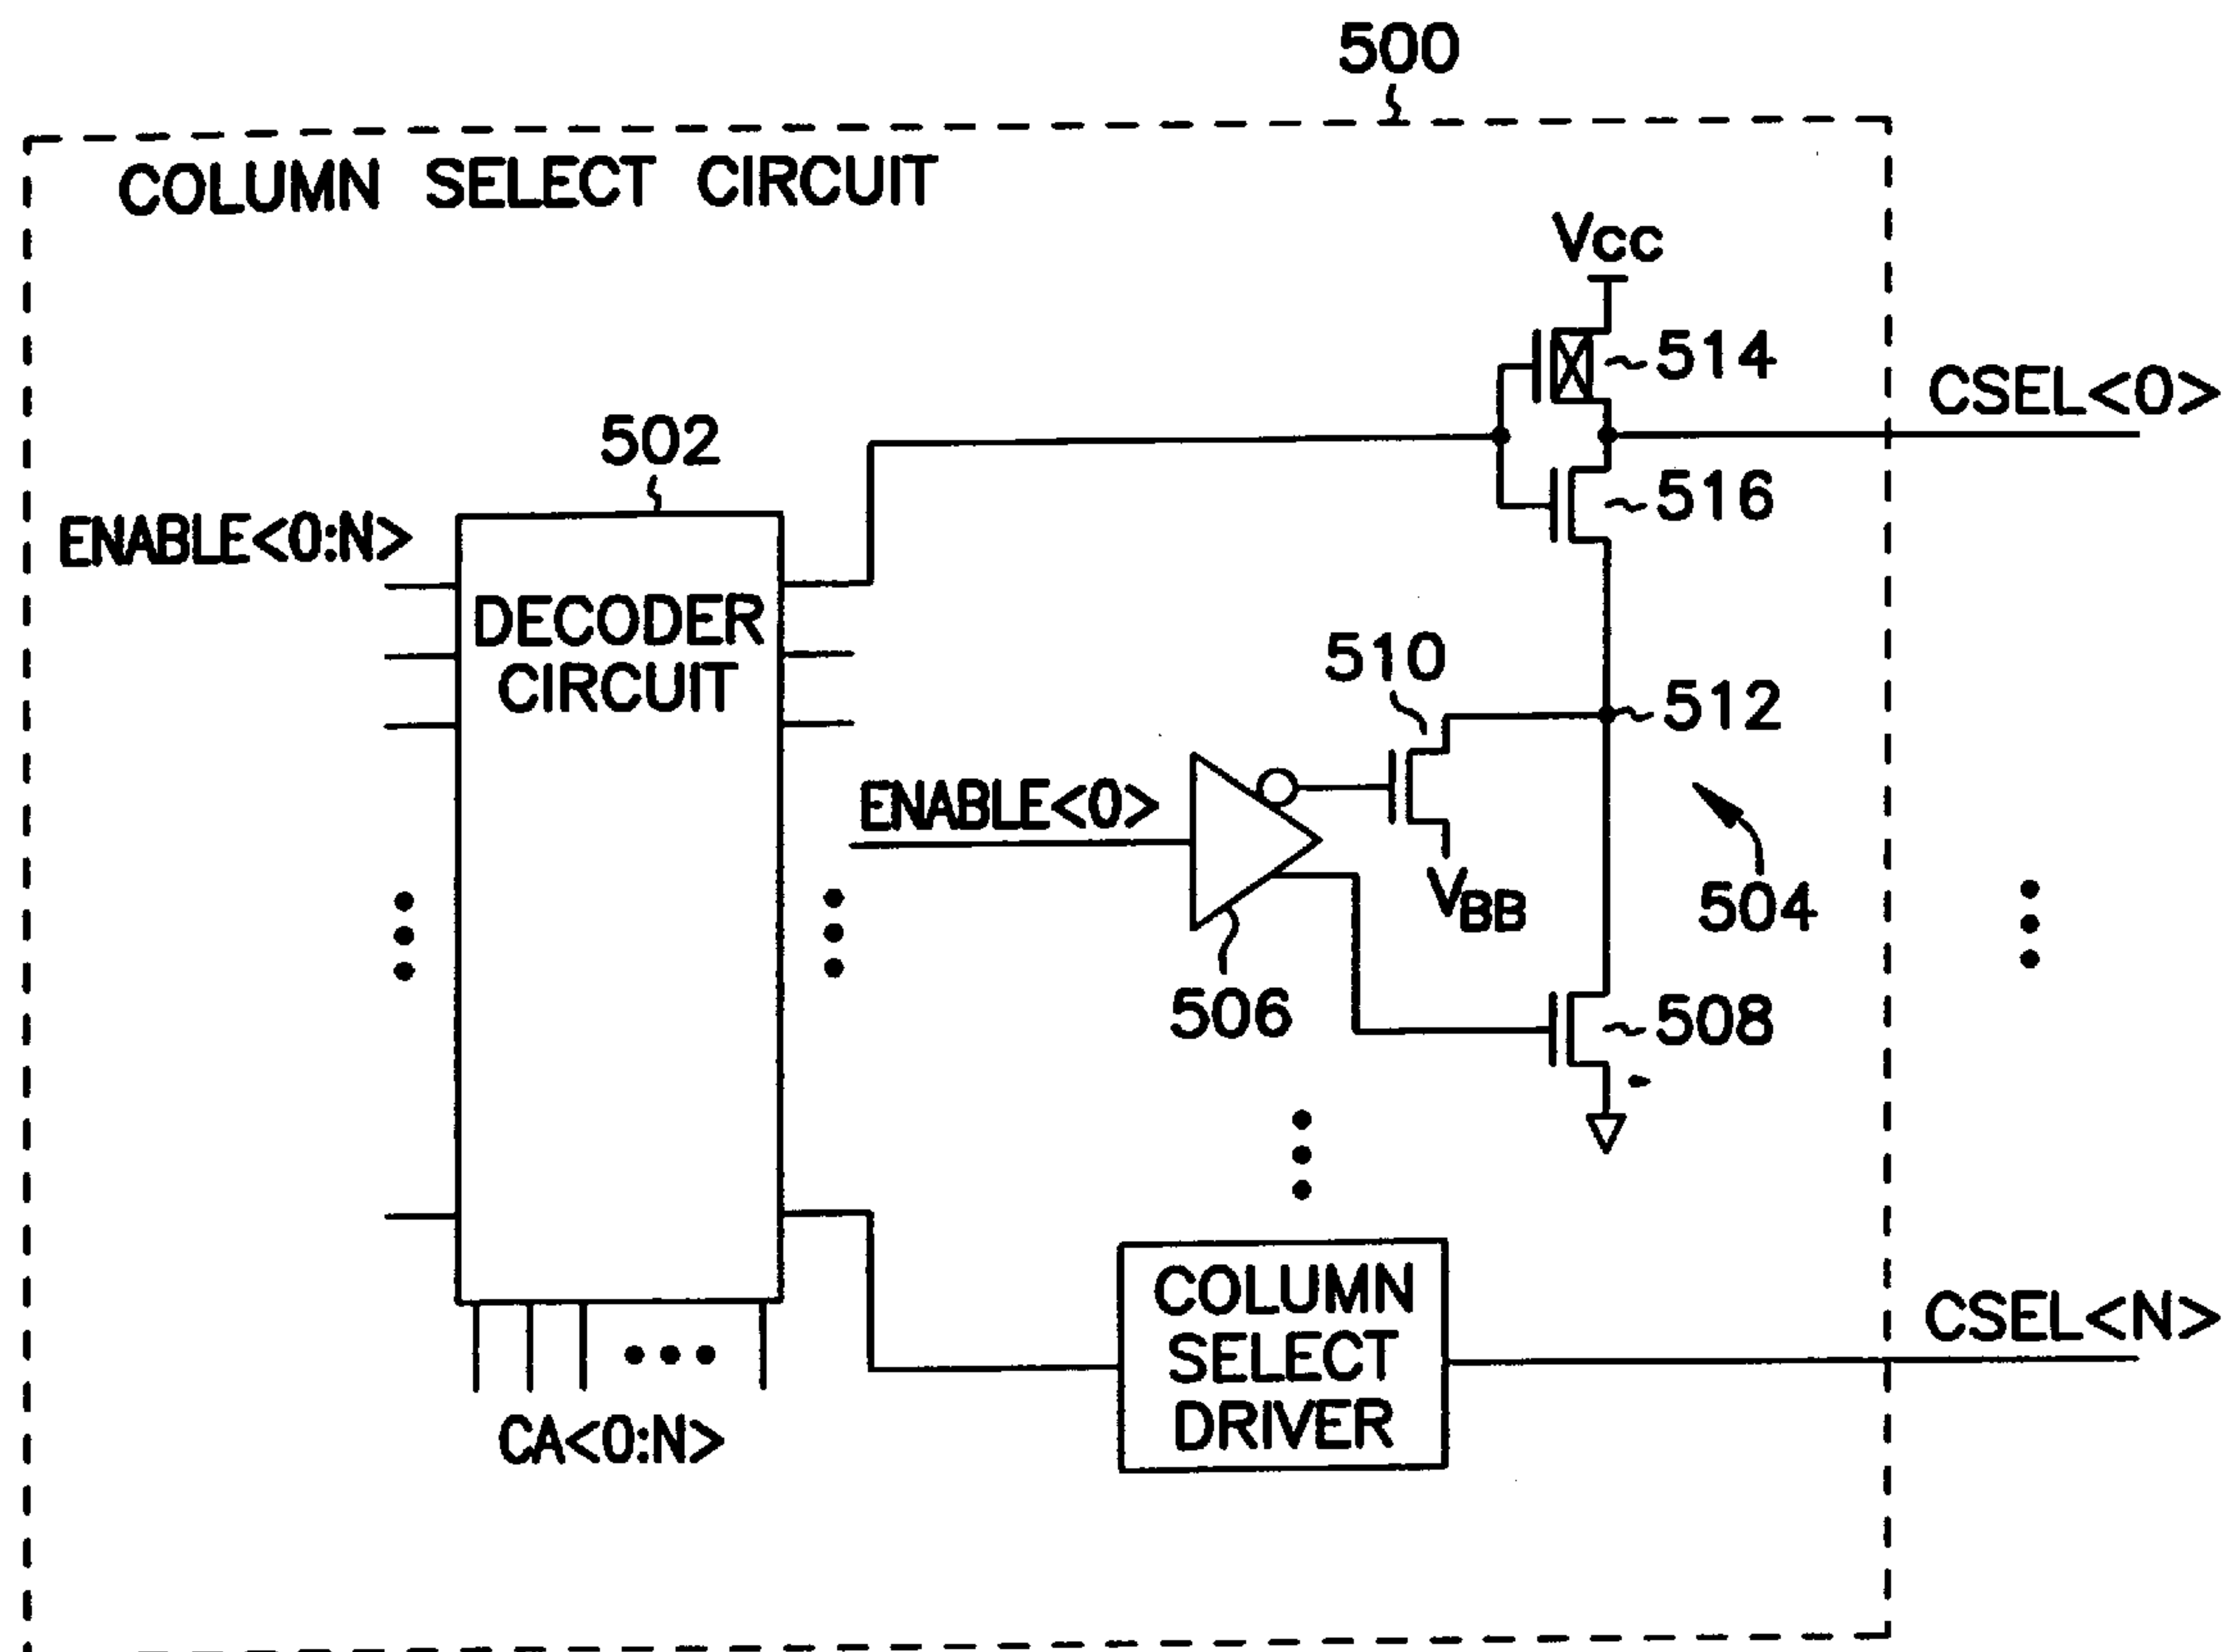 500
COLUMN SELECT CIRCUIT
Vcc
514
CSEL<0>
502
516
ENABLE<0:N>
DECODER
CIRCUIT
510
512
ENABLE<0>
VBB
504
506
508
COLUMN
SELECT
DRIVER
CSEL<N>
CA<0:N>